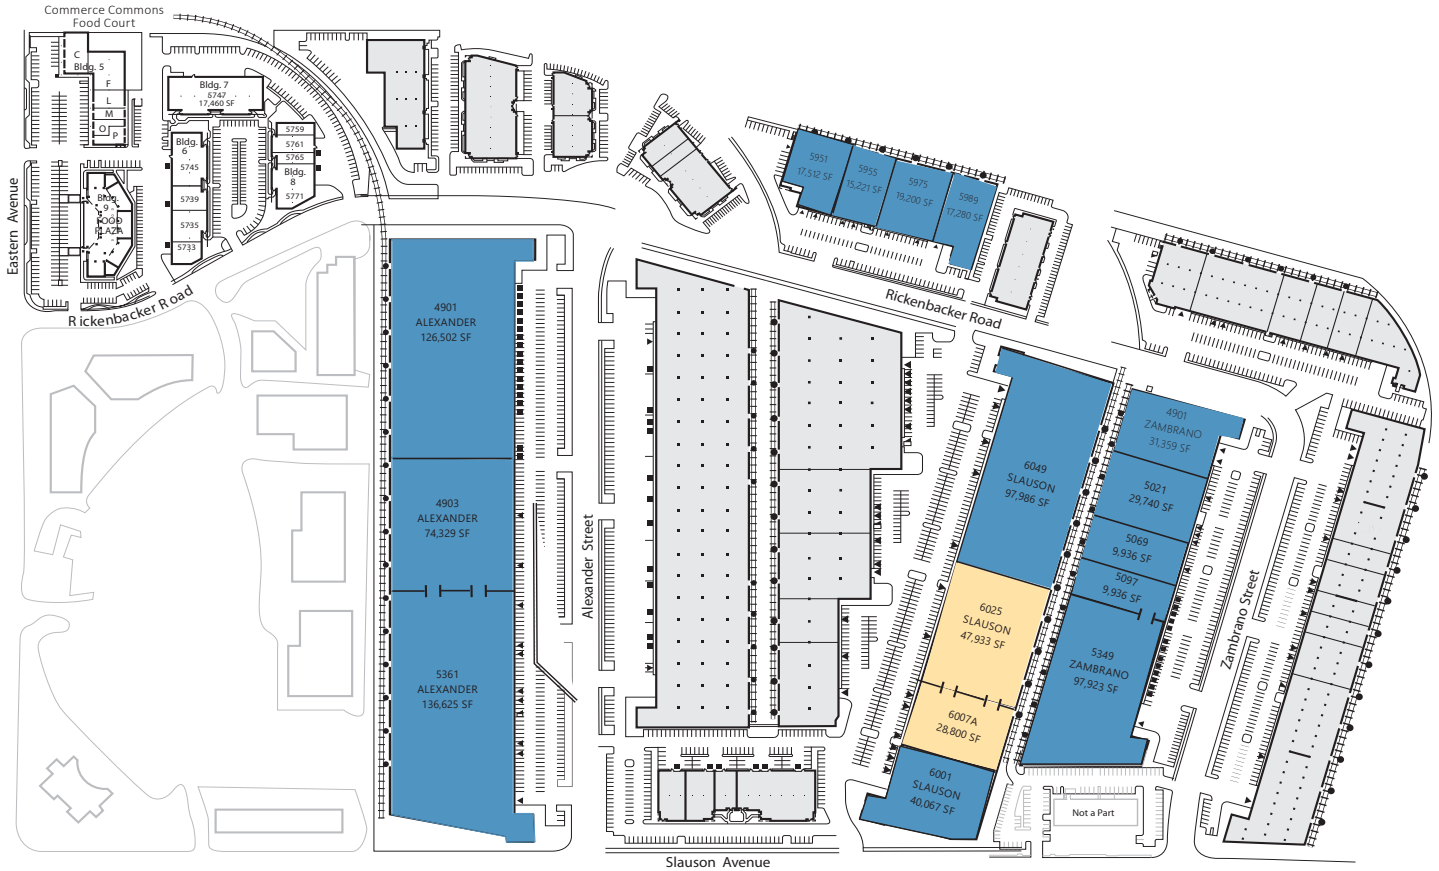 Commerce Commons
Food Court
C
Bldg. 5
F
L
M
O
P
Bldg. 7
5747
17,460 SF
Bldg.
6
5745
5739
5735
5733
5759
5761
5765
Bldg.
8
5771
Bldg.
9
FOOD
PLAZA
Eastern Avenue
Rickenbacker Road
4901
ALEXANDER
126,502 SF
4903
ALEXANDER
74,329 SF
5361
ALEXANDER
136,625 SF
Alexander Street
5951
17,512 SF
5955
15,221 SF
5975
19,200 SF
5989
17,280 SF
Rickenbacker Road
6049
SLAUSON
97,986 SF
6025
SLAUSON
47,933 SF
6007A
28,800 SF
6001
SLAUSON
40,067 SF
4901
ZAMBRANO
31,359 SF
5021
29,740 SF
5069
9,936 SF
5097
9,936 SF
5349
ZAMBRANO
97,923 SF
Zambrano Street
Not a Part
Slauson Avenue